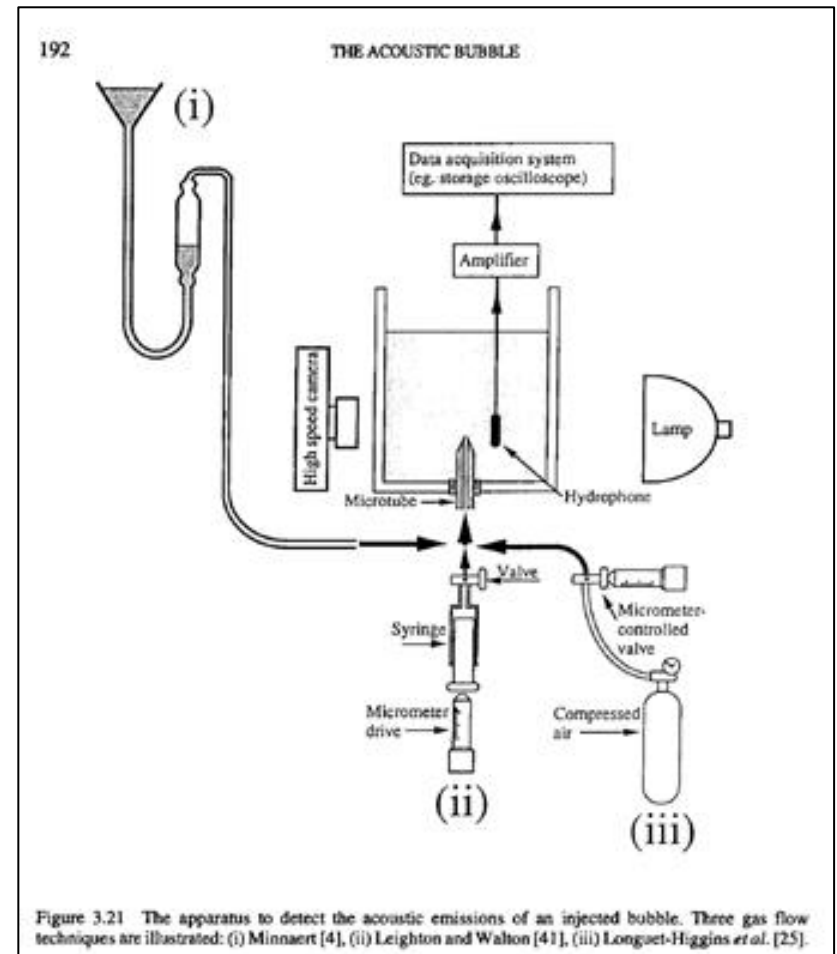 192
THE ACOUSTIC BUBBLE
(i)
Data acquisition system
(eg. storage oscilloscope)
Amplifier
High speed camera
Lamp
Microtube
Hydrophone
Valve
Syringe
Micrometer-
controlled
valve
Micrometer
drive
Compressed
air
(ii)
(iii)
Figure 3.21 The apparatus to detect the acoustic emissions of an injected bubble. Three gas flow
techniques are illustrated: (i) Minnaert [4], (ii) Leighton and Walton [41], (iii) Longuet-Higgins et al. [25].